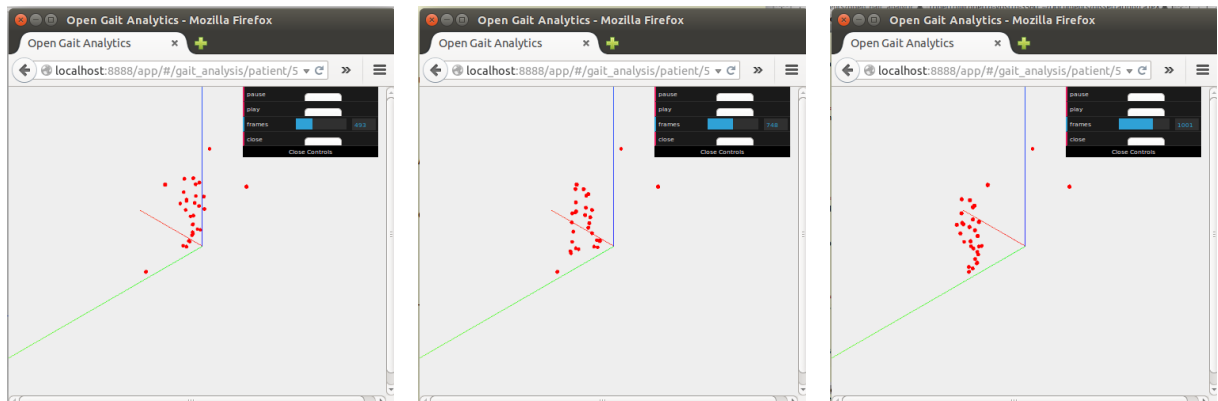 Open Gait Analytics - Mozilla Firefox
Open Gait Analytics
localhost:8888/app/#/gait_analysis/patient/5
pause
play
frames 493
close
Close Controls
Open Gait Analytics - Mozilla Firefox
Open Gait Analytics
localhost:8888/app/#/gait_analysis/patient/5
pause
play
frames 746
close
Close Controls
Open Gait Analytics - Mozilla Firefox
Open Gait Analytics
localhost:8888/app/#/gait_analysis/patient/5
pause
play
frames 1001
close
Close Controls